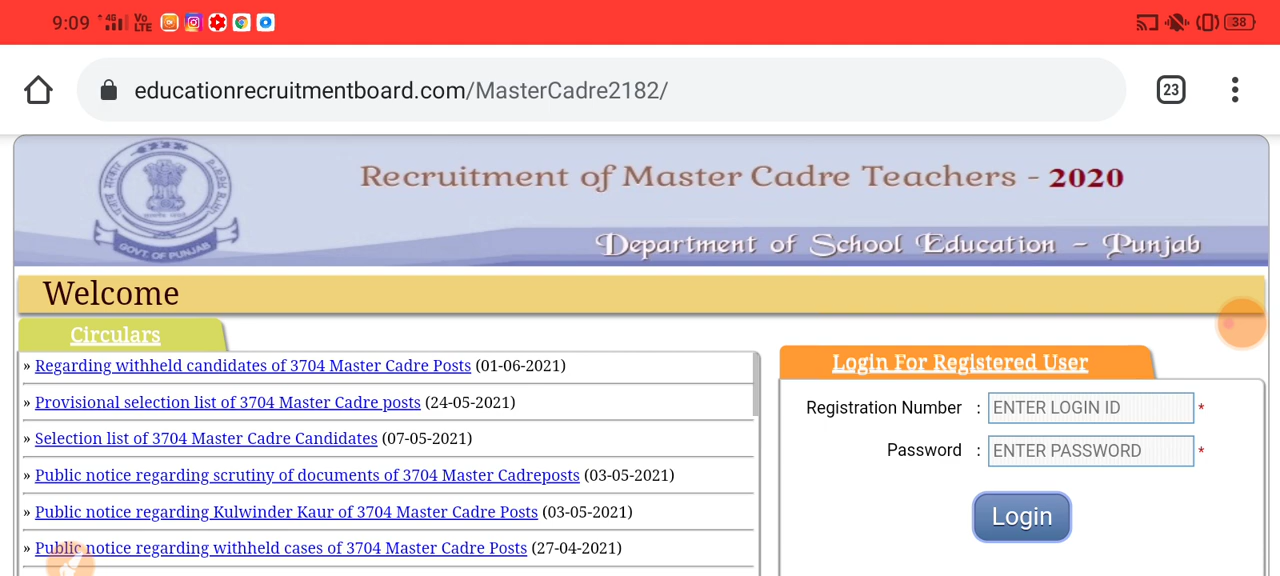 9:09 4G Vo LTE 38
educationrecruitmentboard.com/MasterCadre2182/ 23
Recruitment of Master Cadre Teachers - 2020
GOVT. OF PUNJAB
Department of School Education - Punjab
Welcome
Circulars
» Regarding withheld candidates of 3704 Master Cadre Posts (01-06-2021)
» Provisional selection list of 3704 Master Cadre posts (24-05-2021)
» Selection list of 3704 Master Cadre Candidates (07-05-2021)
» Public notice regarding scrutiny of documents of 3704 Master Cadreposts (03-05-2021)
» Public notice regarding Kulwinder Kaur of 3704 Master Cadre Posts (03-05-2021)
» Public notice regarding withheld cases of 3704 Master Cadre Posts (27-04-2021)
Login For Registered User
Registration Number : ENTER LOGIN ID *
Password : ENTER PASSWORD *
Login